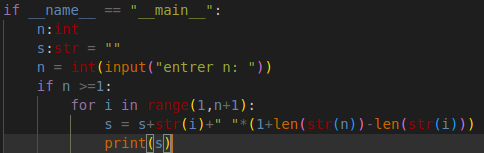 if __name__ == "__main__":
    n:int
    s:str = ""
    n = int(input("entrer n: "))
    if n >=1:
        for i in range(1,n+1):
            s = s+str(i)+" "*(1+len(str(n))-len(str(i)))
            print(s)